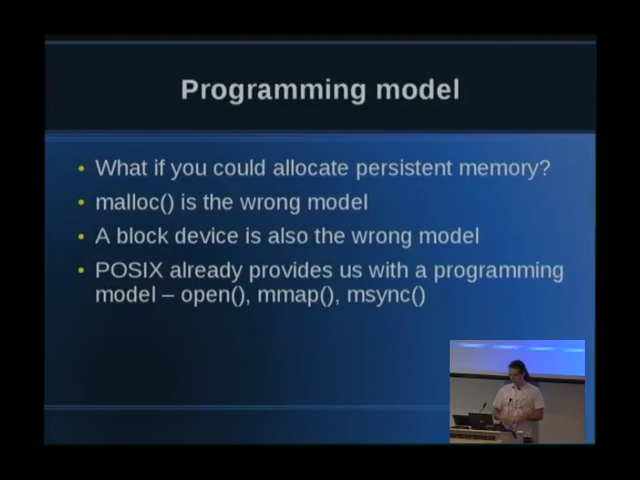 Programming model
• What if you could allocate persistent memory?
• malloc() is the wrong model
• A block device is also the wrong model
• POSIX already provides us with a programming
model – open(), mmap(), msync()